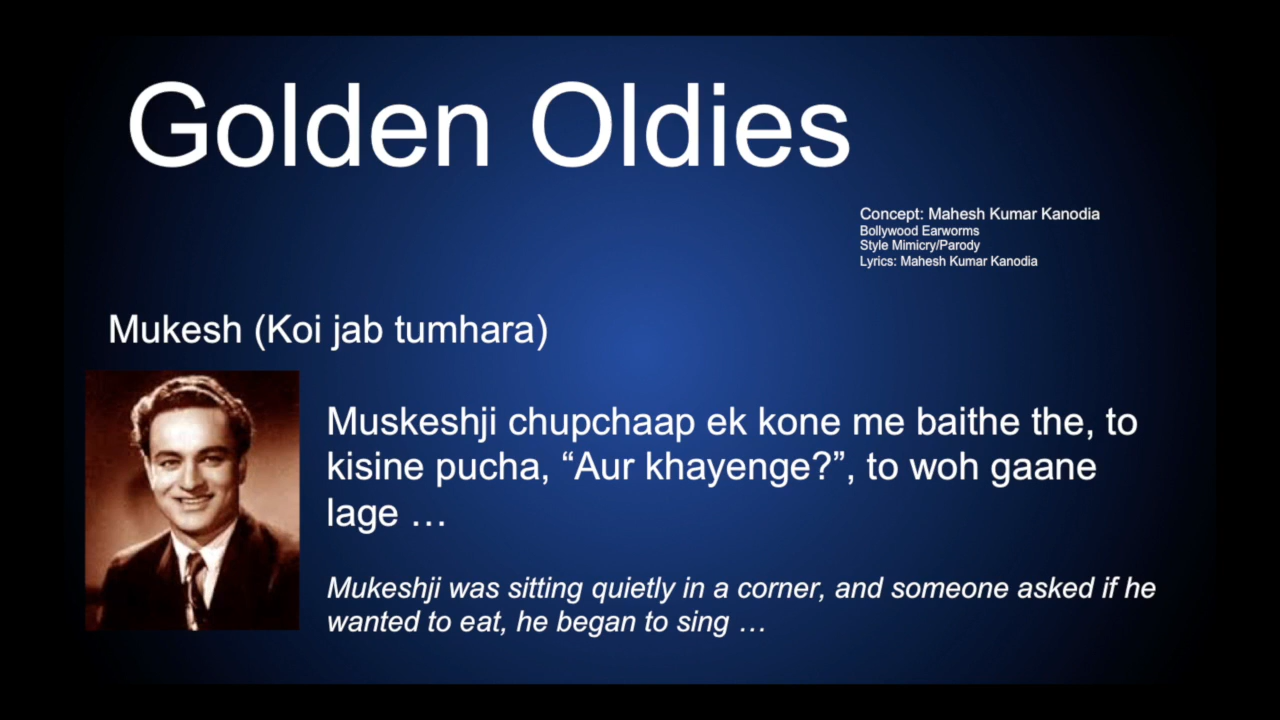 Golden Oldies
Concept: Mahesh Kumar Kanodia
Bollywood Earworms
Style Mimicry/Parody
Lyrics: Mahesh Kumar Kanodia
Mukesh (Koi jab tumhara)
Muskeshji chupchaap ek kone me baithe the, to
kisine pucha, “Aur khayenge?”, to woh gaane
lage …
Mukeshji was sitting quietly in a corner, and someone asked if he
wanted to eat, he began to sing …